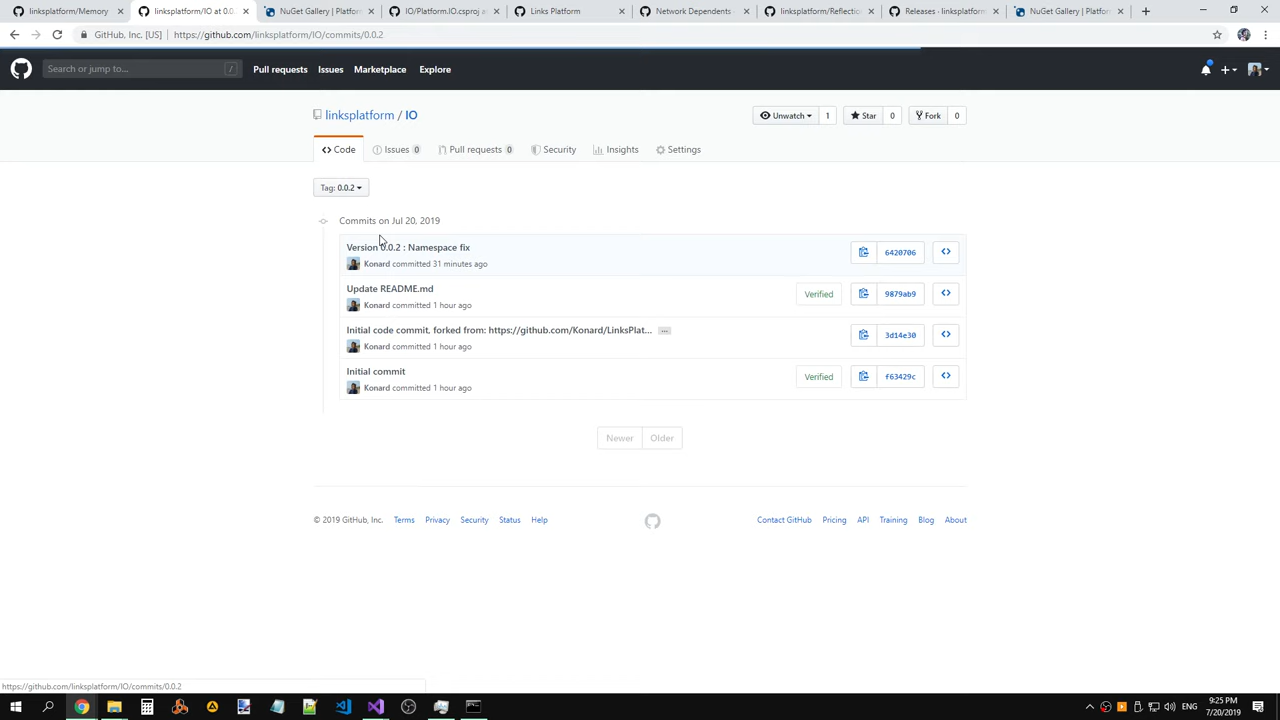 linksplatform/Memory
linksplatform/IO at 0.0.
NuGet Gallery | Platform
IO/Platform.IO.csproj a
Links Platform
Network Dependents
linksplatform/Reflectio
Releases · linksplatform
NuGet Gallery | Platform
GitHub, Inc. [US]
https://github.com/linksplatform/IO/commits/0.0.2
Search or jump to...
/
Pull requests
Issues
Marketplace
Explore
linksplatform / IO
Unwatch
1
Star
0
Fork
0
Code
Issues 0
Pull requests 0
Security
Insights
Settings
Tag: 0.0.2
Commits on Jul 20, 2019
Version 0.0.2 : Namespace fix
Konard committed 31 minutes ago
6420706
Update README.md
Konard committed 1 hour ago
Verified
9879ab9
Initial code commit, forked from: https://github.com/Konard/LinksPlat...
Konard committed 1 hour ago
3d14e30
Initial commit
Konard committed 1 hour ago
Verified
f63429c
Newer
Older
© 2019 GitHub, Inc.
Terms
Privacy
Security
Status
Help
Contact GitHub
Pricing
API
Training
Blog
About
https://github.com/linksplatform/IO/commits/0.0.2
ENG
9:25 PM
7/20/2019